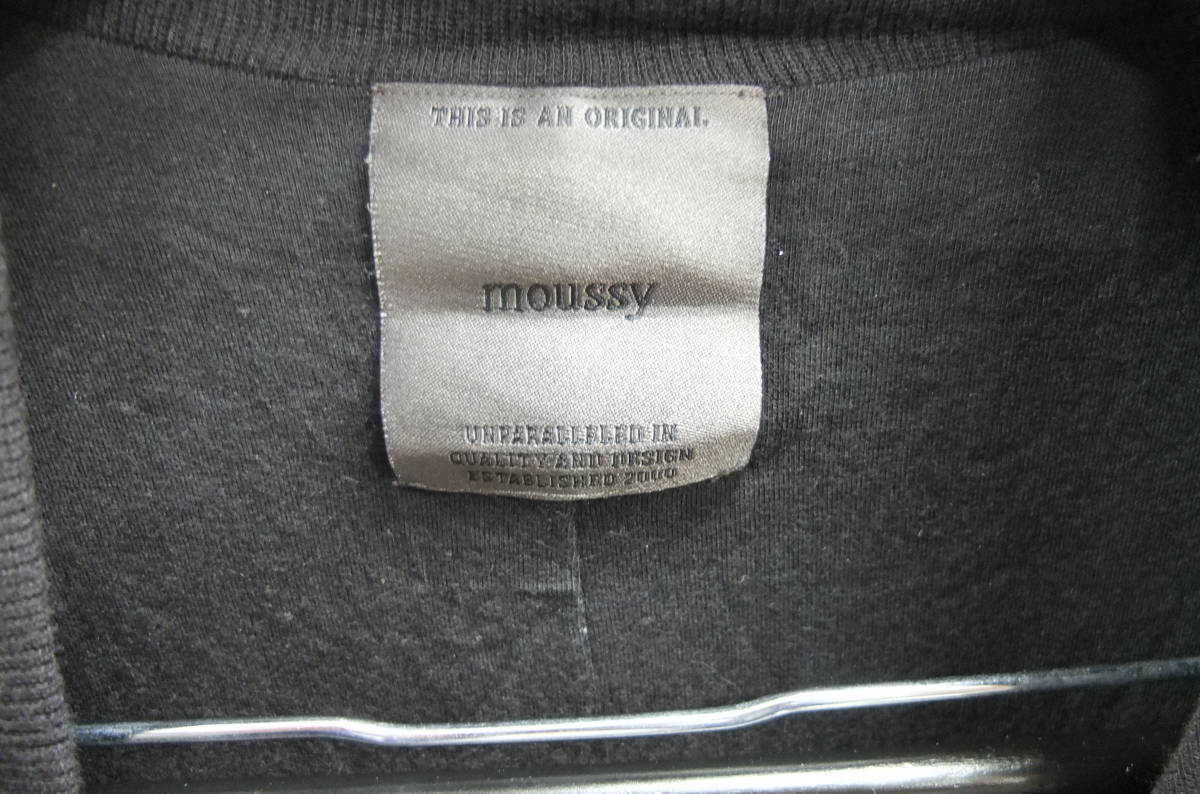 THIS IS AN ORIGINAL.
moussy
UNPARALLELED IN
QUALITY AND DESIGN
ESTABLISHED 2000